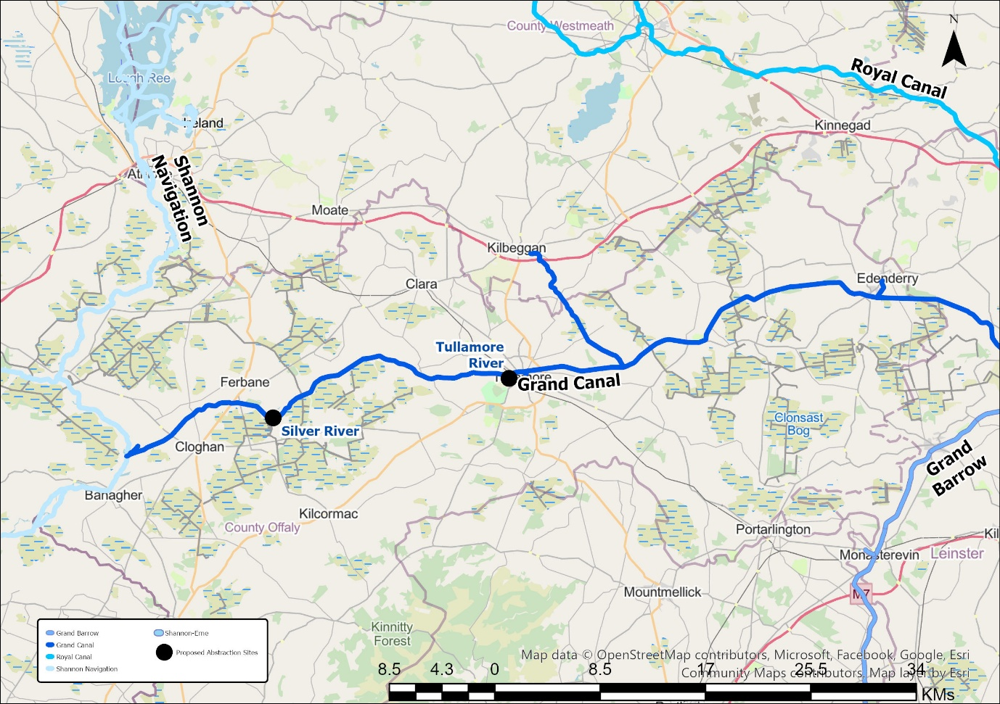 N
County Westmeath
Royal Canal
Lough Ree
Ireland
Kinnegad
Shannon
Navigation
Moate
Kilbeggan
Clara
Edenderry
Tullamore
River
Ferbane
Grand Canal
Silver River
Clonsast
Bog
Cloghan
Grand
Barrow
Banagher
Kilcormac
County Offaly
Portarlington
Kil
Monasterevin
Leinster
Mountmellick
M7
Kinnitty
Forest
Grand Barrow
Grand Canal
Royal Canal
Shannon Navigation
Shannon-Erne
Proposed Abstraction Sites
Map data © OpenStreetMap contributors, Microsoft, Facebook, Google, Esri
Community Maps contributors, Map layer by Esri
8.5 4.3 0 8.5 17 25.5 34
KMs